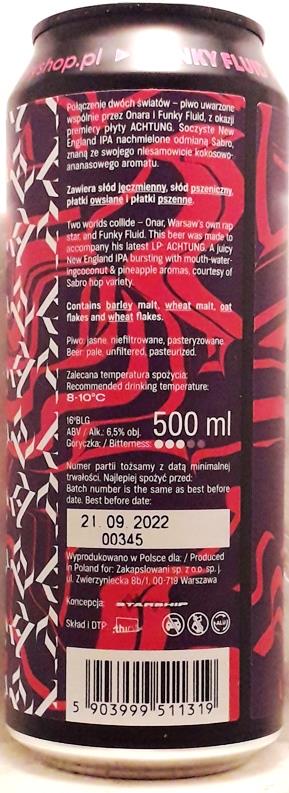 wshop.pl ▶ FUNKY FLUID
Połączenie dwóch światów – piwo uwarzone
wspólnie przez Onara i Funky Fluid, z okazji
premiery płyty ACHTUNG. Soczyste New
England IPA nachmielone odmianą Sabro,
znaną ze swojego niesamowicie kokosowo-
ananasowego aromatu.
Zawiera słód jęczmienny, słód pszeniczny,
płatki owsiane i płatki pszenne.
Two worlds collide – Onar, Warsaw's own rap
star, and Funky Fluid. This beer was made to
accompany his latest LP: ACHTUNG. A juicy
New England IPA bursting with mouth-water-
ingcoconut & pineapple aromas, courtesy of
Sabro hop variety.
Contains barley malt, wheat malt, oat
flakes and wheat flakes.
Piwo: jasne, niefiltrowane, pasteryzowane
Beer: pale, unfiltered, pasteurized.
Zalecana temperatura spożycia:
Recommended drinking temperature:
8-10°C
16°BLG
ABV / Alk.: 6,5% obj.
Goryczka: / Bitterness:
500 ml
Numer partii tożsamy z datą minimalnej
trwałości. Najlepiej spożyć przed:
Batch number is the same as best before
date. Best before date:
21. 09. 2022
00345
Wyprodukowano w Polsce dla: / Produced
in Poland for: Zakapslowani sp. z o.o. sp. j.
ul. Zwierzyniecka 8b/1, 00-719 Warszawa
Koncepcja: STARSHIP
Skład i DTP:
ALU
5 903999 511319